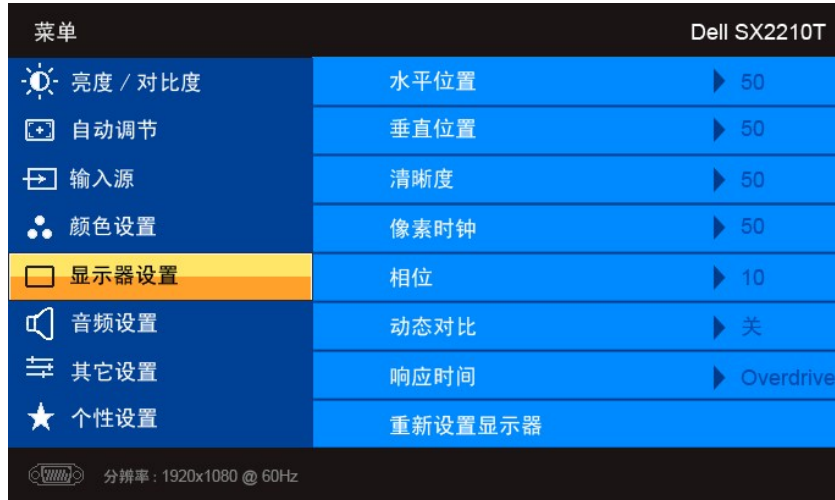 菜单 Dell SX2210T
亮度 / 对比度 水平位置 50
自动调节 垂直位置 50
输入源 清晰度 50
颜色设置 像素时钟 50
显示器设置 相位 10
音频设置 动态对比 关
其它设置 响应时间 Overdrive
个性设置 重新设置显示器
分辨率 : 1920x1080 @ 60Hz